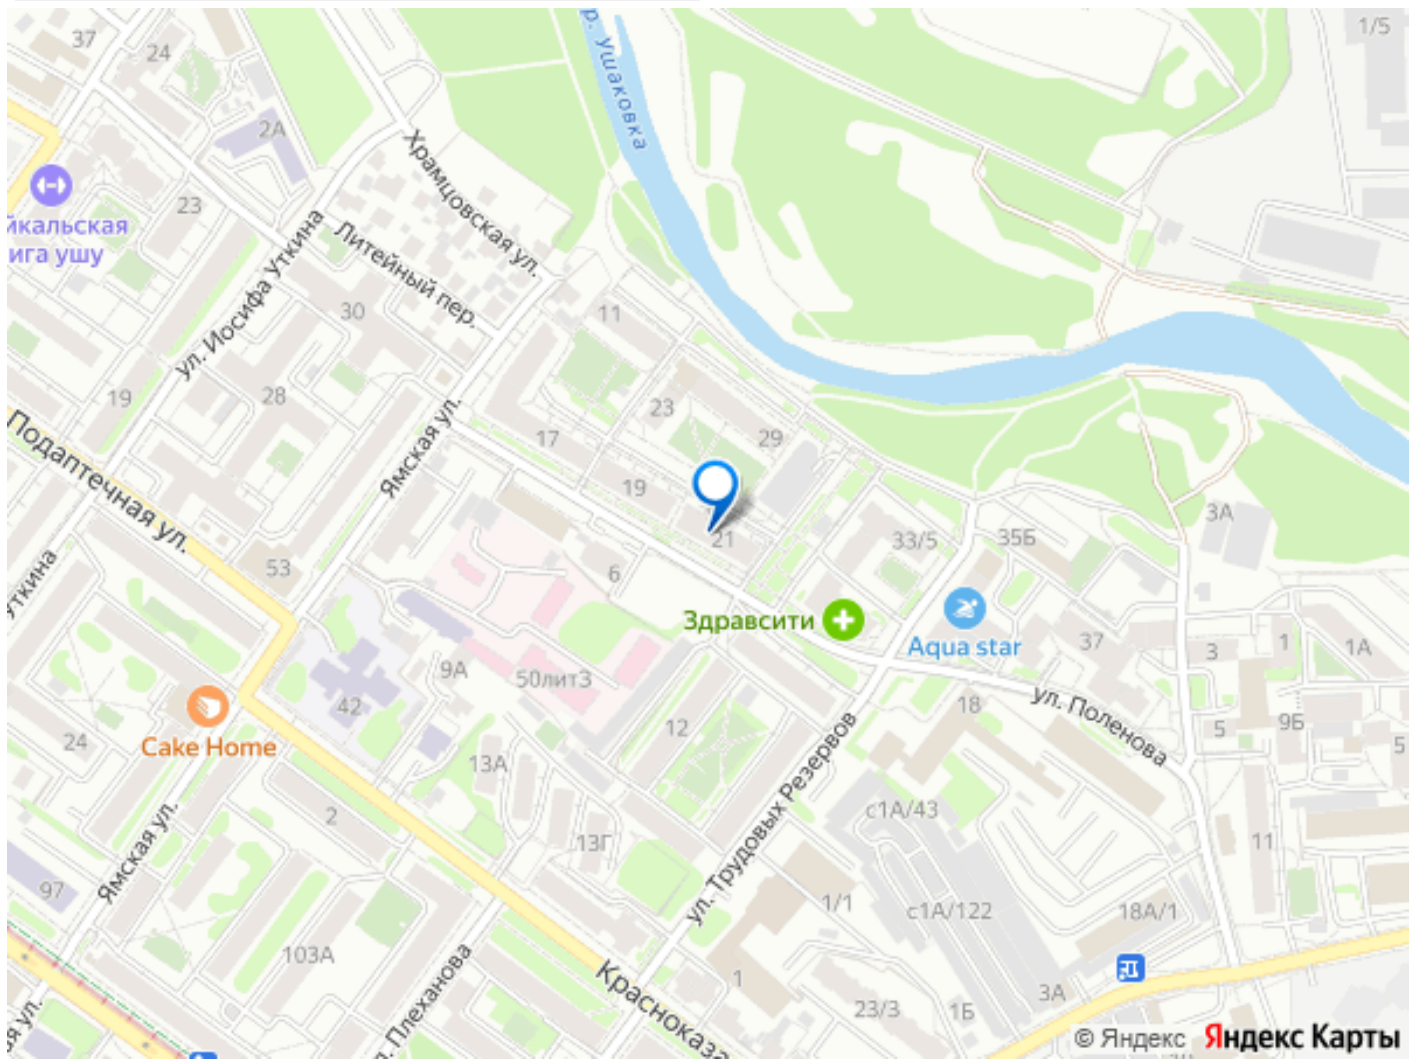 37
24
р. Ушаковка
1/5
2А
Храмцовская ул.
23
йкальская
ига ушу
ул. Иосифа Уткина
Литейный пер.
30
11
19
28
23
29
17
Ямская ул.
Подаптечная ул.
19
21
3А
33/5
35Б
53
6
Здравсити
Aqua star
37
3
1
1А
Уткина
9А
50литЗ
42
18
ул. Поленова
5
9Б
5
24
Cake Home
12
13А
ул. Трудовых Резервов
с1А/43
2
13Г
11
Ямская ул.
97
1/1
с1А/122
18А/1
103А
ул. Плеханова
Красноказа
1
23/3
1Б
3А
ая ул.
© Яндекс Яндекс Карты